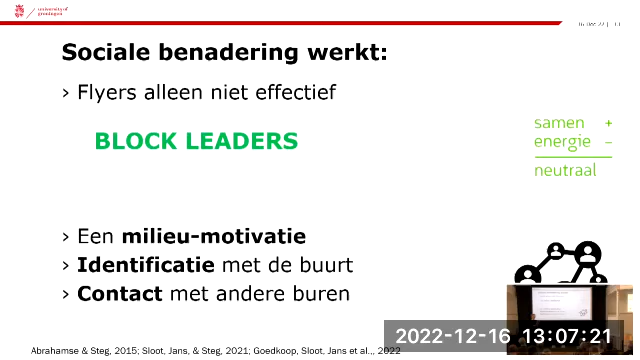 university of
groningen
Sociale benadering werkt:
› Flyers alleen niet effectief
BLOCK LEADERS
samen +
energie –
neutraal
› Een milieu-motivatie
› Identificatie met de buurt
› Contact met andere buren
2022-12-16 13:07:21
Abrahamse & Steg, 2015; Sloot, Jans, & Steg, 2021; Goedkoop, Sloot, Jans et al.., 2022